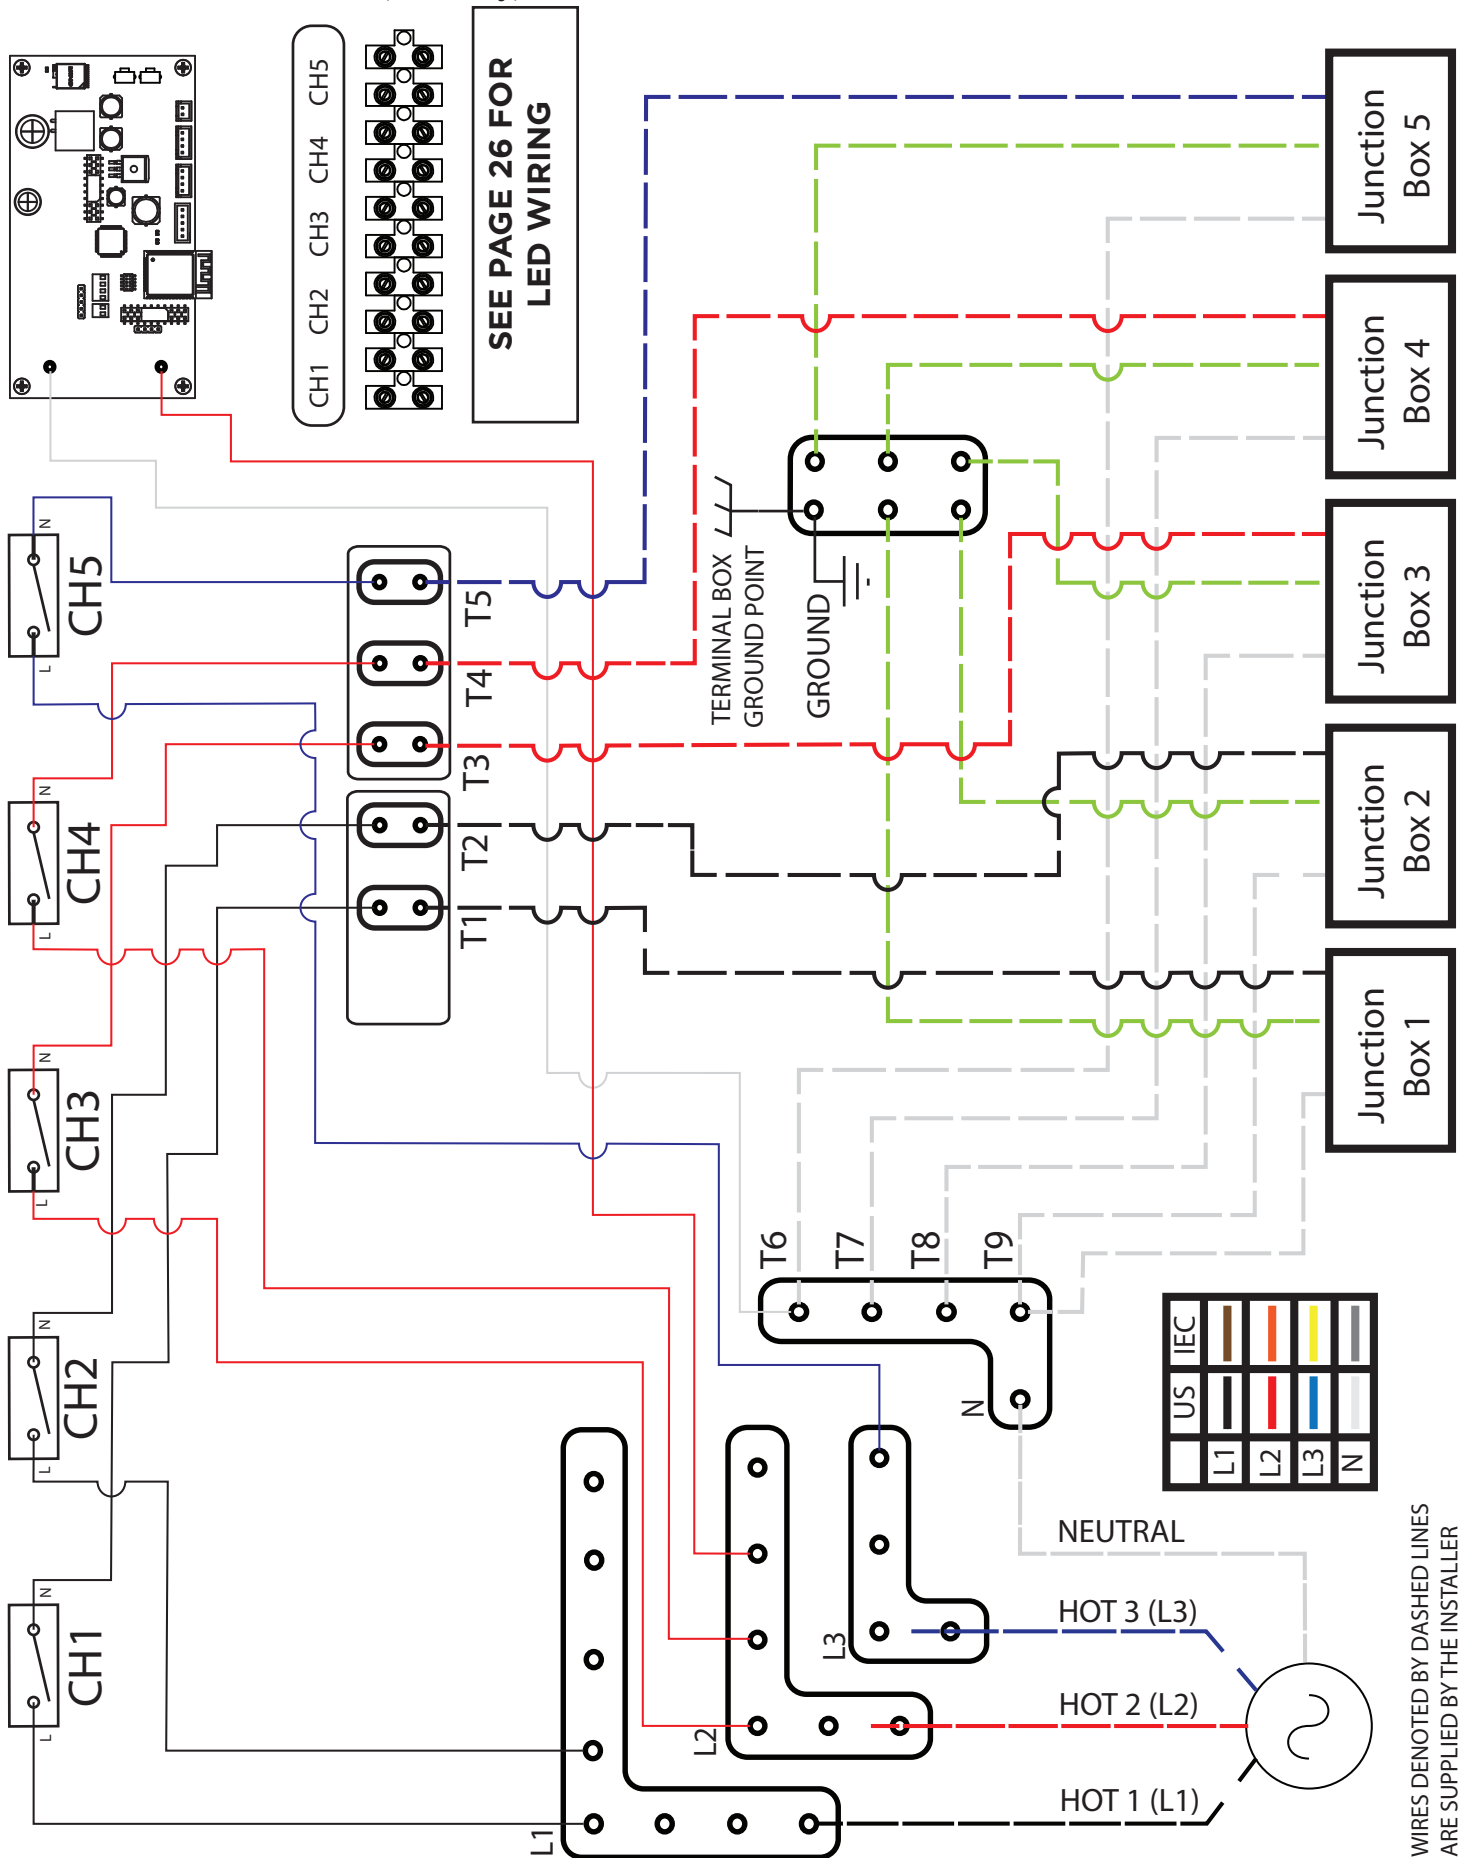 CH5
CH4
CH3
CH2
CH1
SEE PAGE 26 FOR
LED WIRING
N
CH5
L
N
CH4
L
N
CH3
L
N
CH2
L
N
CH1
L
T5
T4
T3
T2
T1
TERMINAL BOX
GROUND POINT
GROUND
Junction
Box 5
Junction
Box 4
Junction
Box 3
Junction
Box 2
Junction
Box 1
T6
T7
T8
T9
N
L1
L2
L3
NEUTRAL
HOT 3 (L3)
HOT 2 (L2)
HOT 1 (L1)
US
IEC
L1
L2
L3
N
WIRES DENOTED BY DASHED LINES
ARE SUPPLIED BY THE INSTALLER